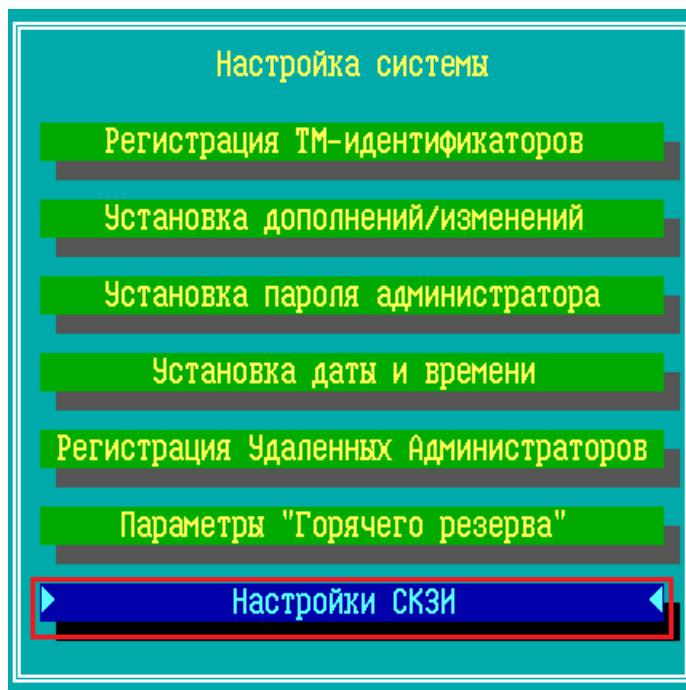 Настройка системы
Регистрация ТМ-идентификаторов
Установка дополнений/изменений
Установка пароля администратора
Установка даты и времени
Регистрация Удаленных Администраторов
Параметры "Горячего резерва"
Настройки СКЗИ